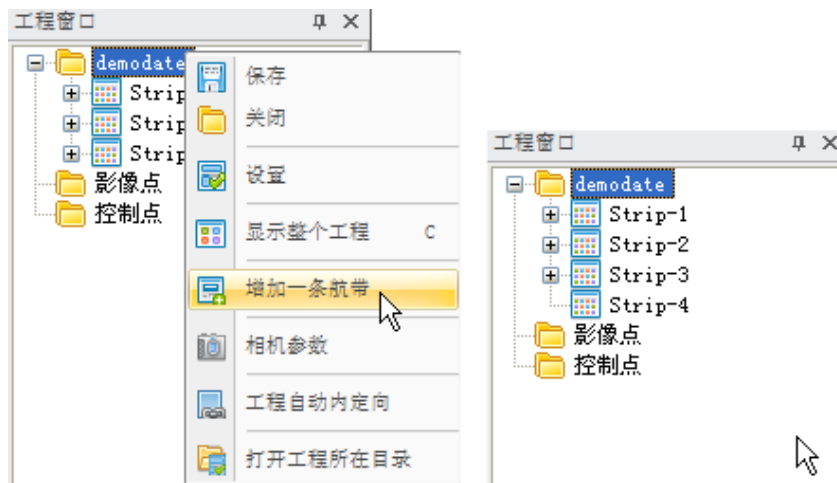 工程窗口
demodate
Strip
Strip
Strip
影像点
控制点
保存
关闭
设置
显示整个工程 C
增加一条航带
相机参数
工程自动内定向
打开工程所在目录
工程窗口
demodate
Strip-1
Strip-2
Strip-3
Strip-4
影像点
控制点